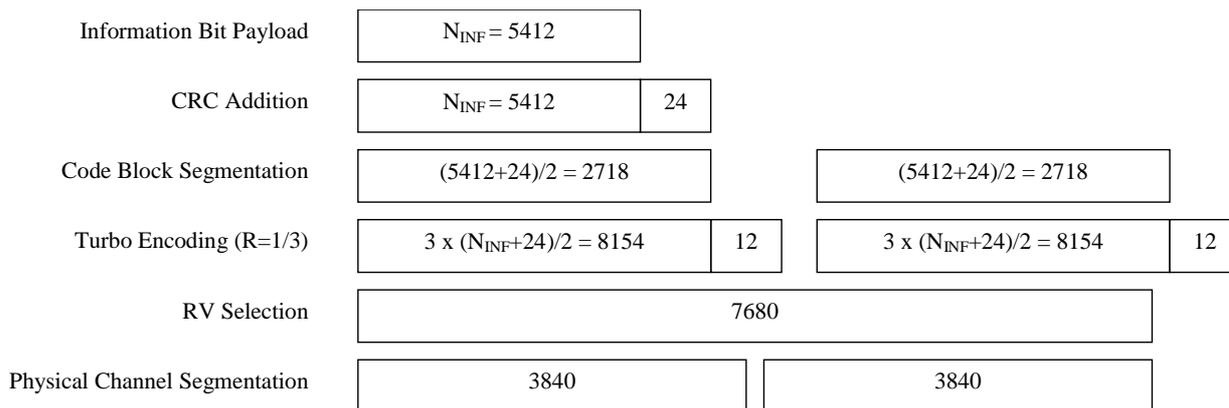 Information Bit Payload N_INF = 5412
CRC Addition N_INF = 5412 24
Code Block Segmentation (5412+24)/2 = 2718 (5412+24)/2 = 2718
Turbo Encoding (R=1/3) 3 x (N_INF+24)/2 = 8154 12 3 x (N_INF+24)/2 = 8154 12
RV Selection 7680
Physical Channel Segmentation 3840 3840